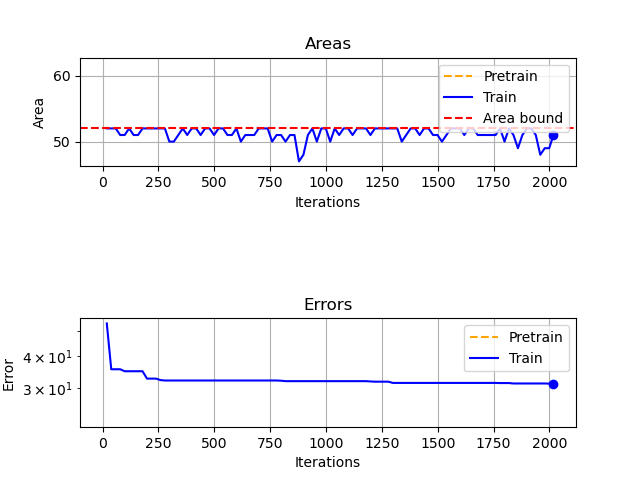 Areas
60
50
Area
Pretrain
Train
Area bound
0 250 500 750 1000 1250 1500 1750 2000
Iterations
Errors
4 × 10¹
3 × 10¹
Error
Pretrain
Train
0 250 500 750 1000 1250 1500 1750 2000
Iterations